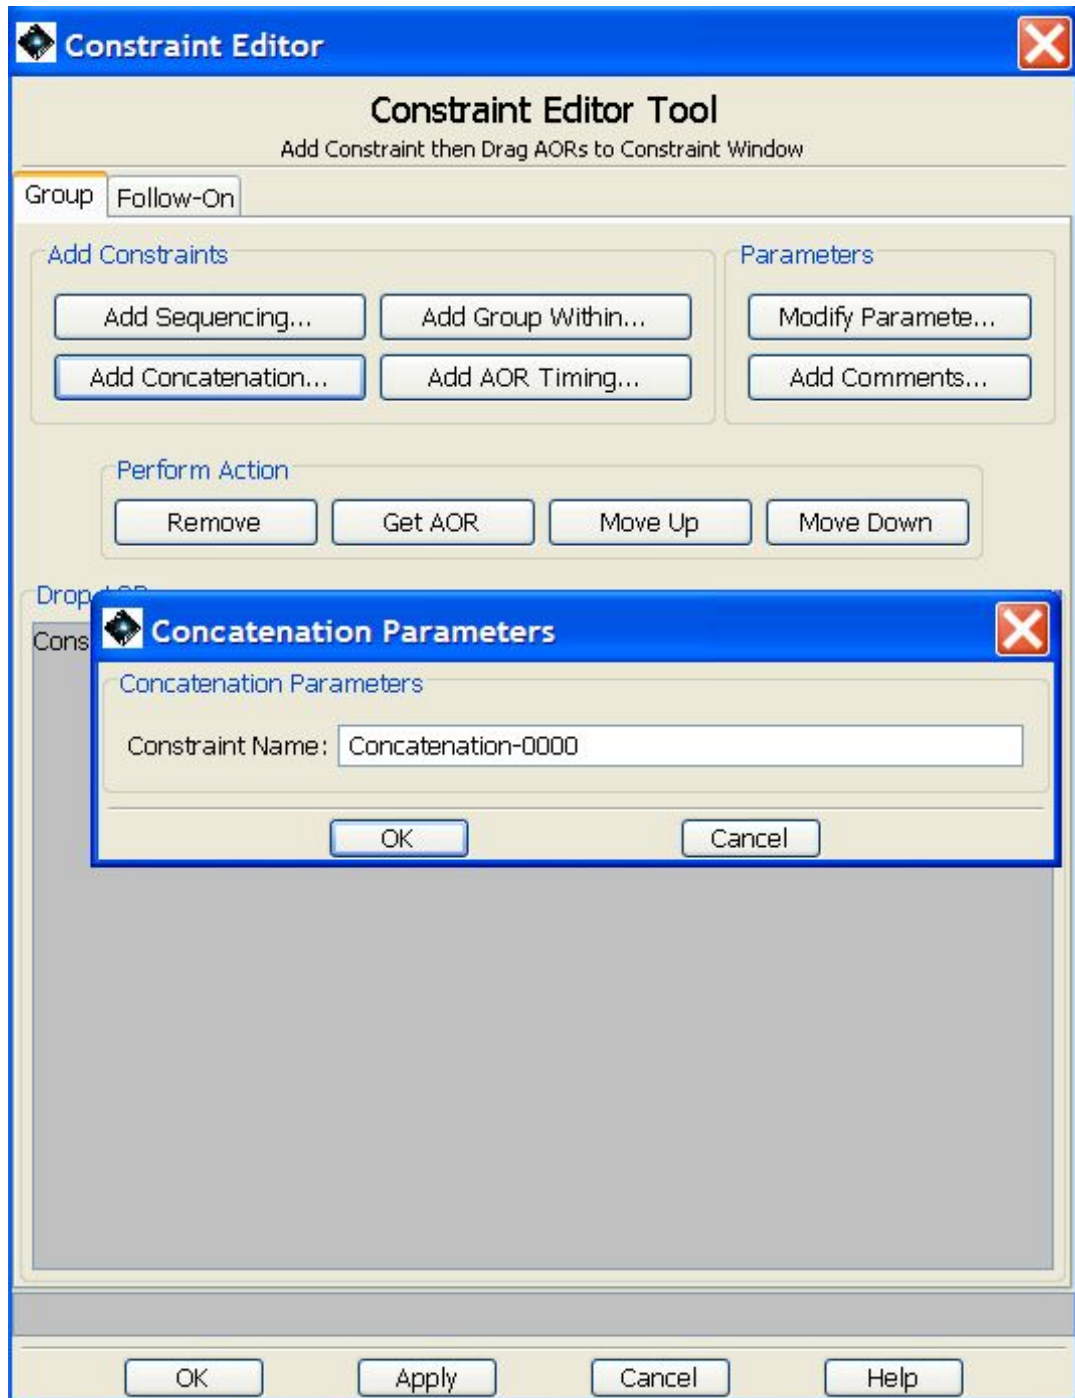 Constraint Editor
Constraint Editor Tool
Add Constraint then Drag AORs to Constraint Window
Group Follow-On
Add Constraints Parameters
Add Sequencing... Add Group Within... Modify Paramete...
Add Concatenation... Add AOR Timing... Add Comments...
Perform Action
Remove Get AOR Move Up Move Down
Drop
Cons
Concatenation Parameters
Concatenation Parameters
Constraint Name: Concatenation-0000
OK Cancel
OK Apply Cancel Help